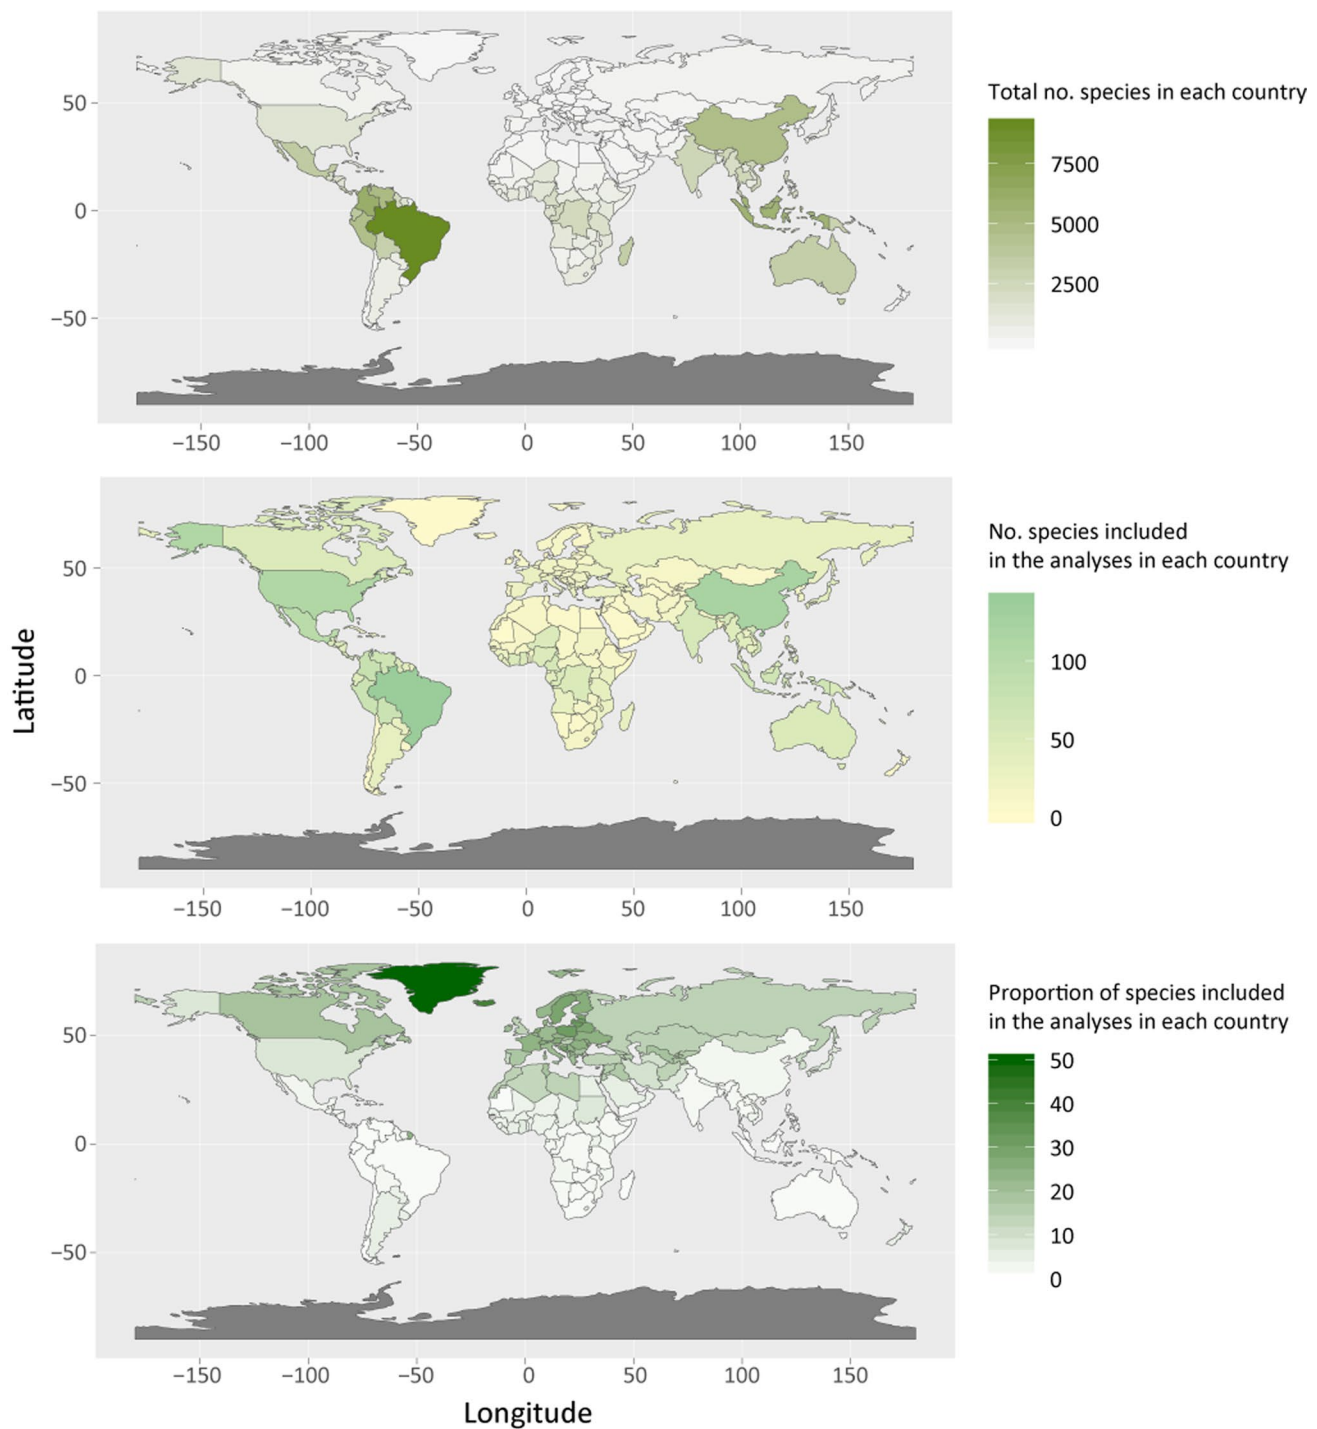 Total no. species in each country
50
0
−50
7500
5000
2500
−150 −100 −50 0 50 100 150
No. species included
in the analyses in each country
50
0
−50
100
50
0
Latitude
−150 −100 −50 0 50 100 150
Proportion of species included
in the analyses in each country
50
0
−50
50
40
30
20
10
0
−150 −100 −50 0 50 100 150
Longitude